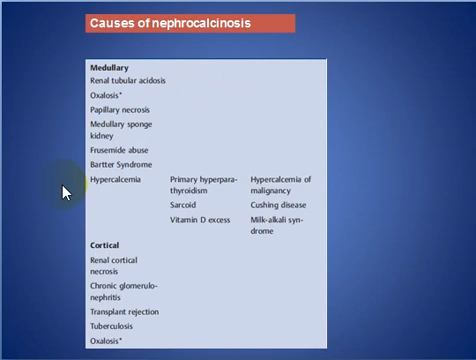 Causes of nephrocalcinosis
Medullary
Renal tubular acidosis
Oxalosis*
Papillary necrosis
Medullary sponge
kidney
Frusemide abuse
Bartter Syndrome
Hypercalcemia Primary hyperpara- Hypercalcemia of
thyroidism malignancy
Sarcoid Cushing disease
Vitamin D excess Milk-alkali syn-
drome
Cortical
Renal cortical
necrosis
Chronic glomerulo-
nephritis
Transplant rejection
Tuberculosis
Oxalosis*